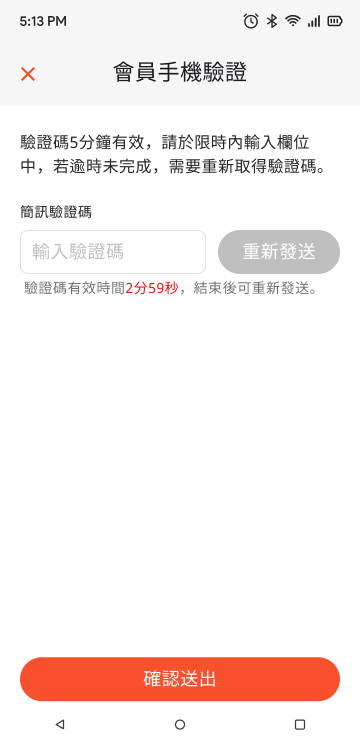 5:13 PM
會員手機驗證
驗證碼5分鐘有效，請於限時內輸入欄位
中，若逾時未完成，需要重新取得驗證碼。
簡訊驗證碼
輸入驗證碼
重新發送
驗證碼有效時間2分59秒，結束後可重新發送。
確認送出